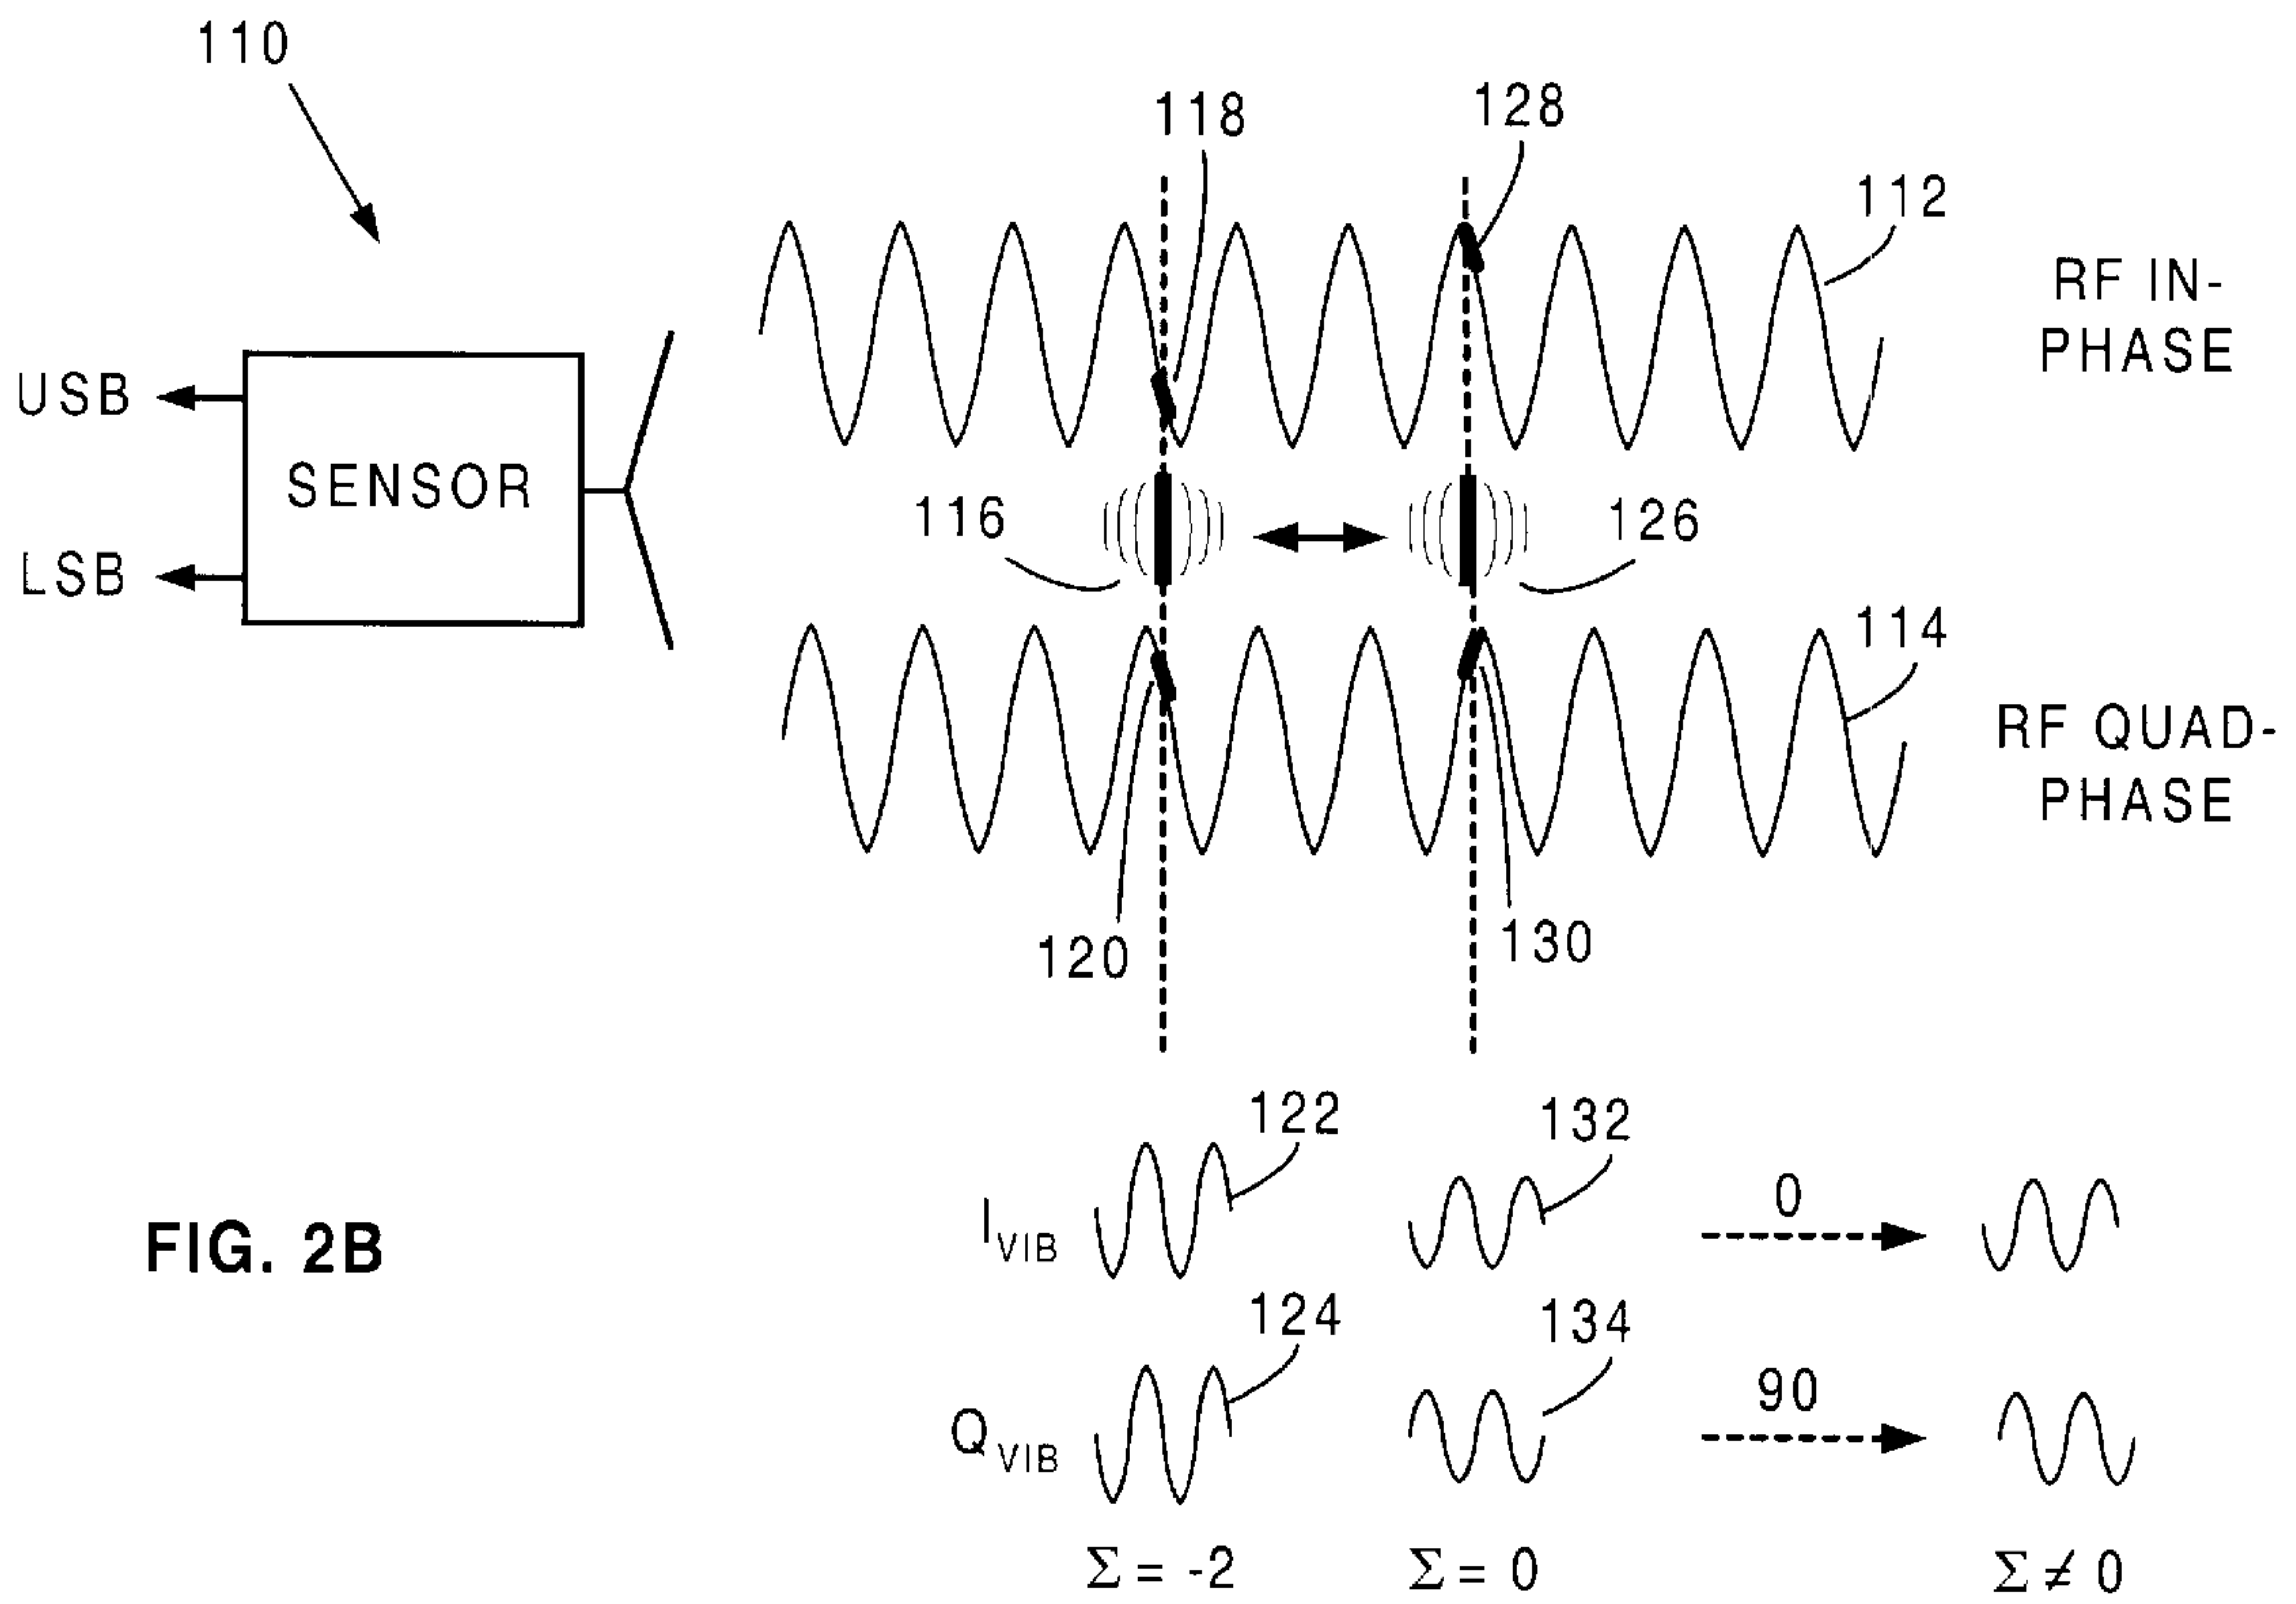 110
118
128
112
RF IN-
PHASE
USB
SENSOR
LSB
116
126
114
RF QUAD-
PHASE
120
130
122
132
I VIB
0
FIG. 2B
124
134
Q VIB
90
Σ = -2
Σ = 0
Σ ≠ 0